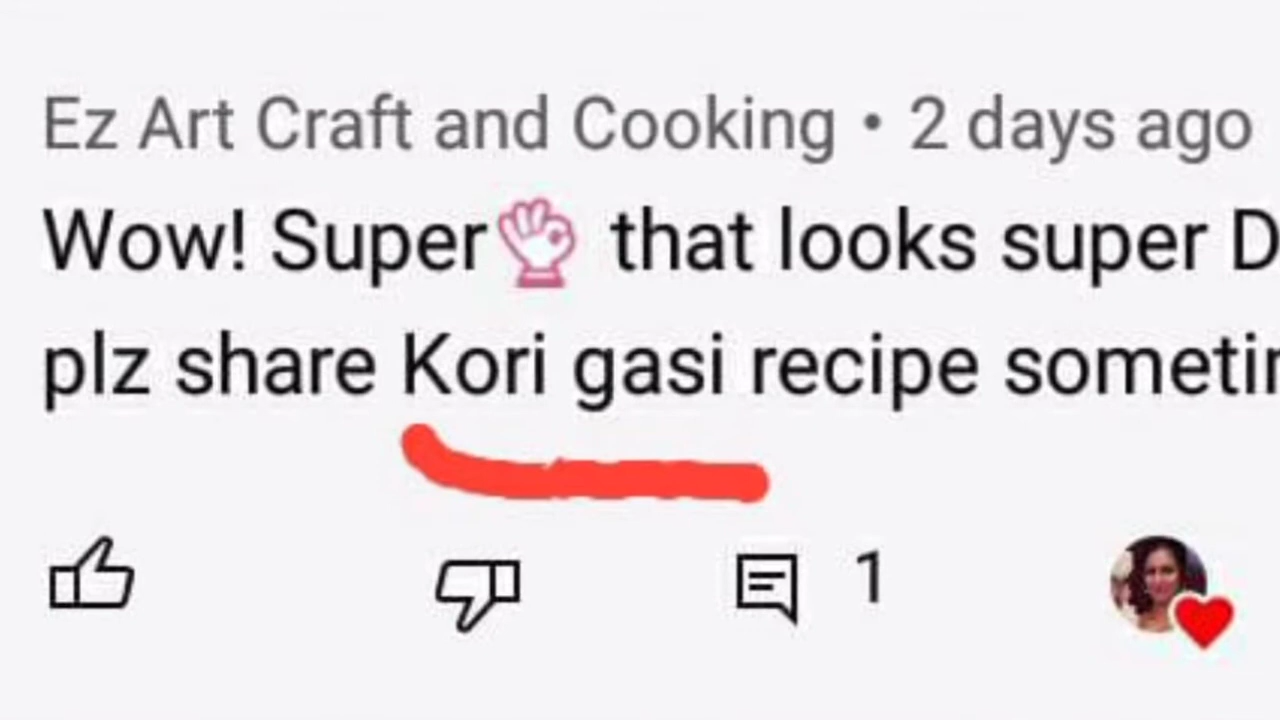 Ez Art Craft and Cooking • 2 days ago
Wow! Super👌 that looks super
plz share Kori gasi recipe
1